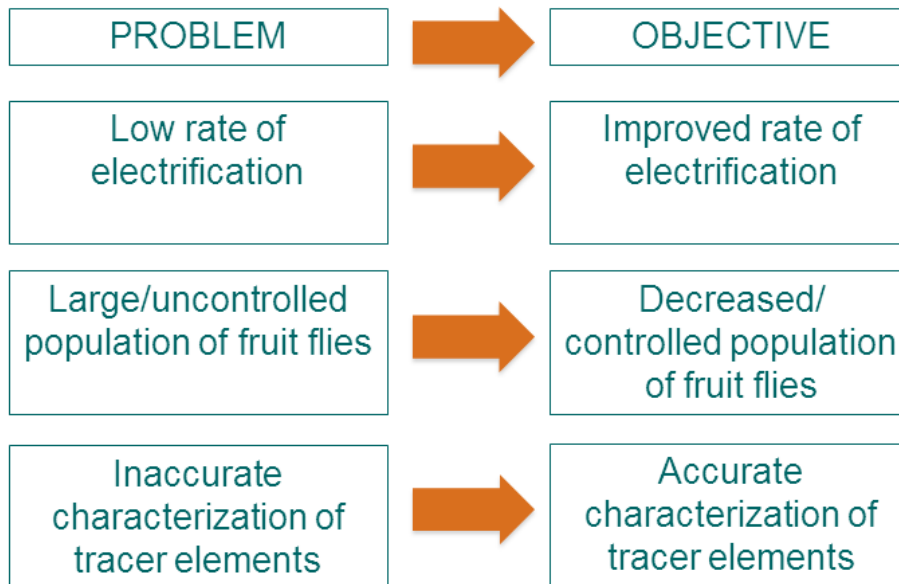 PROBLEM
OBJECTIVE
Low rate of
electrification
Improved rate of
electrification
Large/uncontrolled
population of fruit flies
Decreased/
controlled population
of fruit flies
Inaccurate
characterization of
tracer elements
Accurate
characterization of
tracer elements